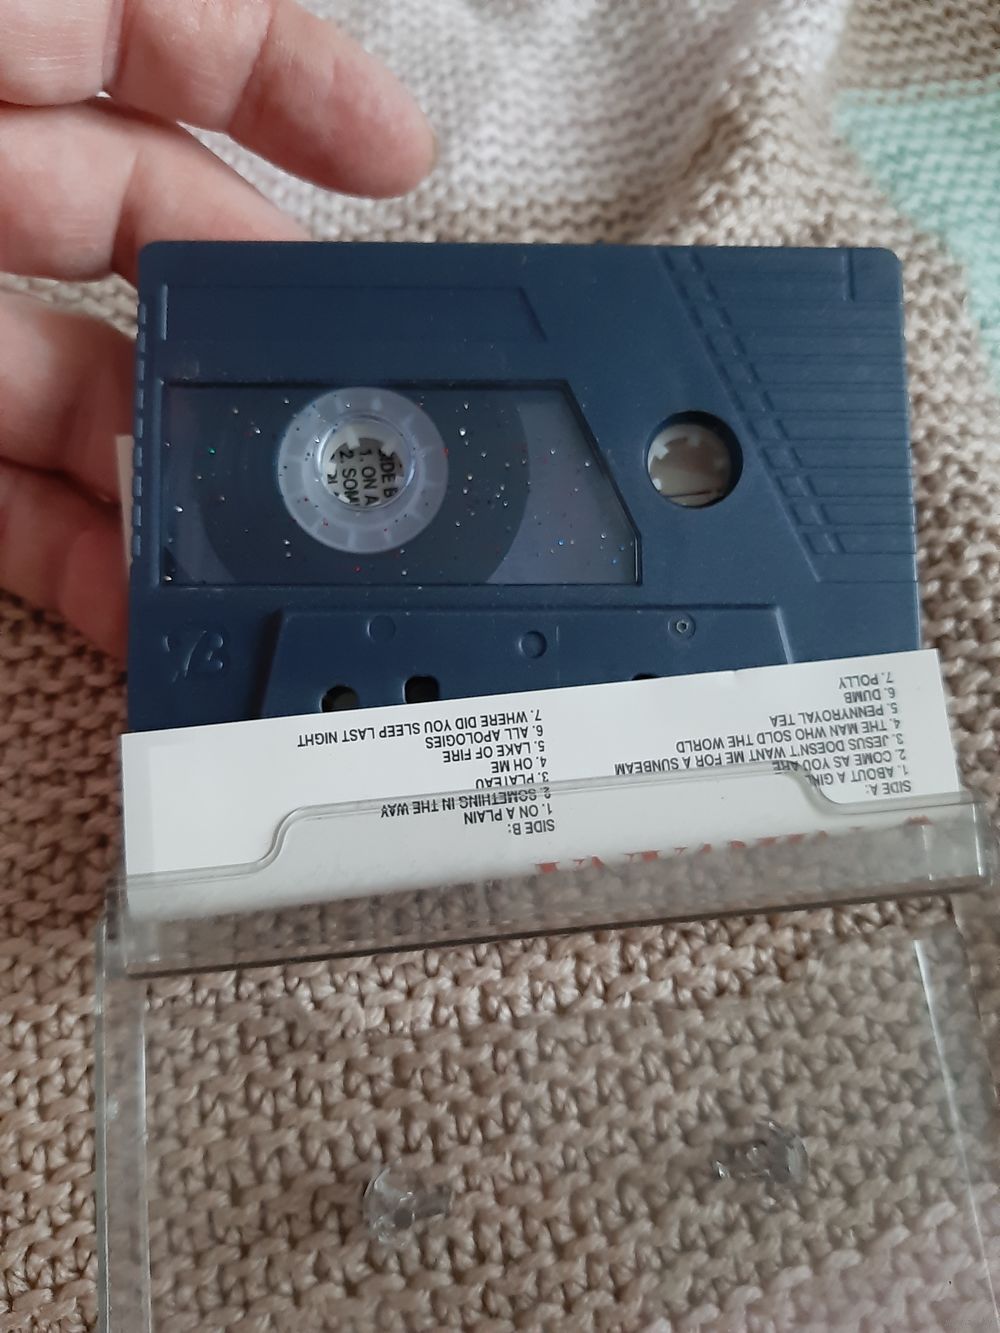 SIDE A:
1. ABOUT A GIRL
2. COME AS YOU ARE
3. JESUS DOESN'T WANT ME FOR A SUNBEAM
4. THE MAN WHO SOLD THE WORLD
5. PENNYROYAL TEA
6. DUMB
7. POLLY
SIDE B:
1. ON A PLAIN
2. SOMETHING IN THE WAY
3. PLATEAU
4. OH ME
5. LAKE OF FIRE
6. ALL APOLOGIES
7. WHERE DID YOU SLEEP LAST NIGHT
IDE B
1. ON A
2. SOM
B